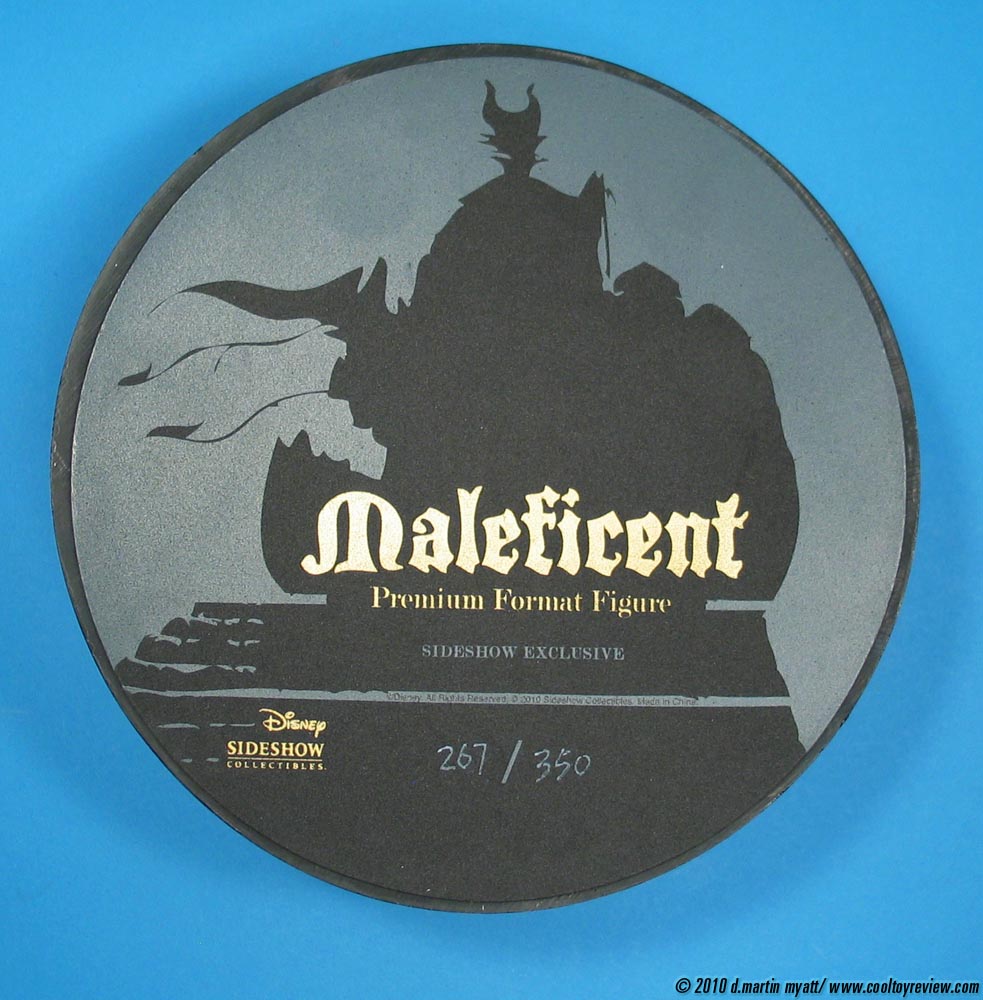 Maleficent
Premium Format Figure
SIDESHOW EXCLUSIVE
©Disney. All Rights Reserved. © 2010 Sideshow Collectibles. Made in China.
Disney
SIDESHOW
COLLECTIBLES
267 / 350
© 2010 d.martin myatt/ www.cooltoyreview.com